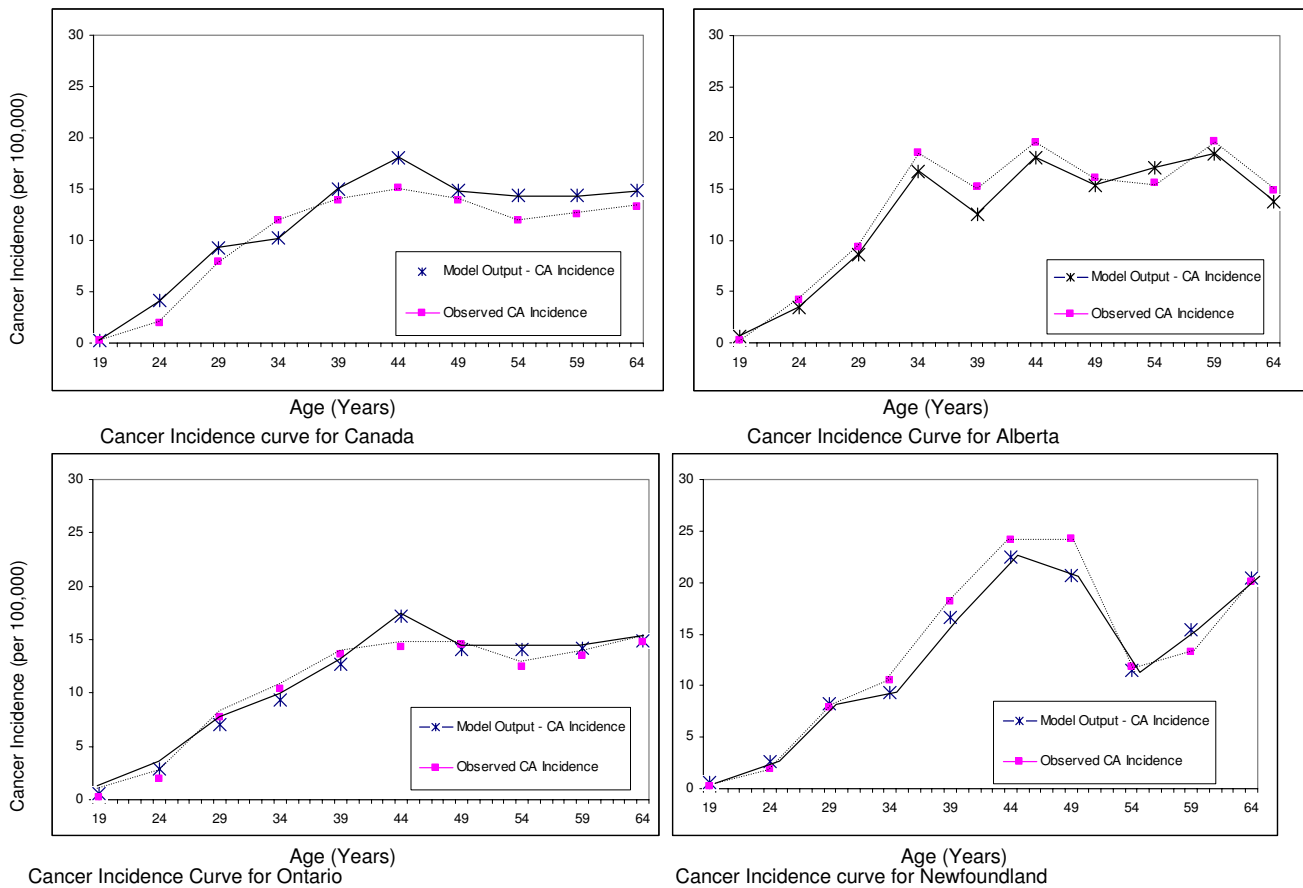 30
25
20
15
10
5
0
Cancer Incidence (per 100,000)
Model Output - CA Incidence
Observed CA Incidence
19 24 29 34 39 44 49 54 59 64
Age (Years)
Cancer Incidence curve for Canada
30
25
20
15
10
5
0
Model Output - CA Incidence
Observed CA Incidence
19 24 29 34 39 44 49 54 59 64
Age (Years)
Cancer Incidence Curve for Alberta
30
25
20
15
10
5
0
Cancer Incidence (per 100,000)
Model Output - CA Incidence
Observed CA Incidence
19 24 29 34 39 44 49 54 59 64
Age (Years)
Cancer Incidence Curve for Ontario
30
25
20
15
10
5
0
Model Output - CA Incidence
Observed CA Incidence
19 24 29 34 39 44 49 54 59 64
Age (Years)
Cancer Incidence curve for Newfoundland